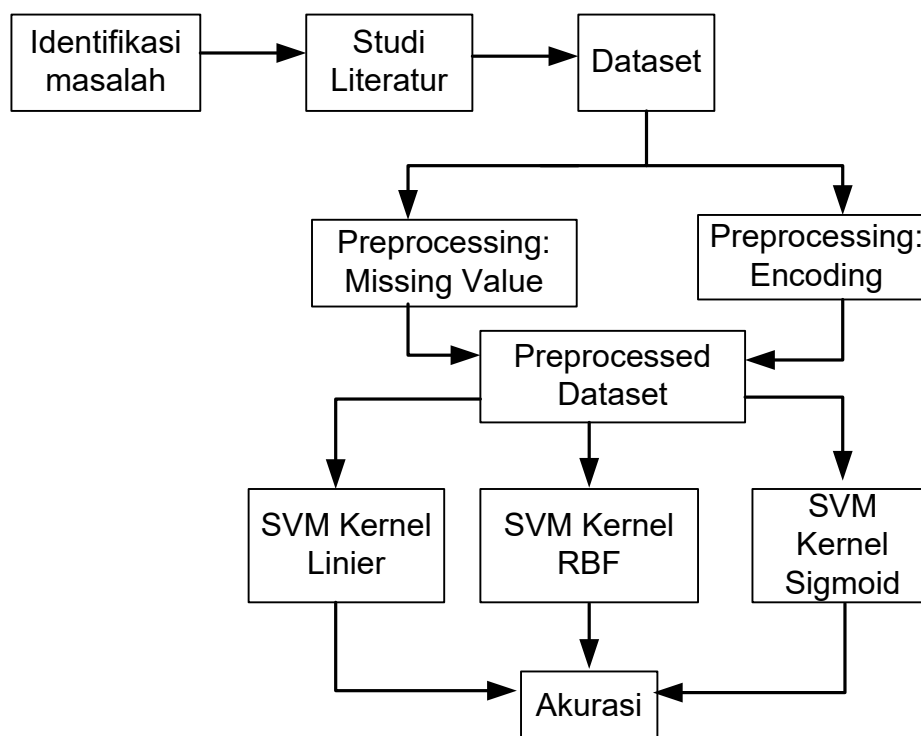 Identifikasi
masalah
Studi
Literatur
Dataset
Preprocessing:
Missing Value
Preprocessing:
Encoding
Preprocessed
Dataset
SVM Kernel
Linier
SVM Kernel
RBF
SVM
Kernel
Sigmoid
Akurasi